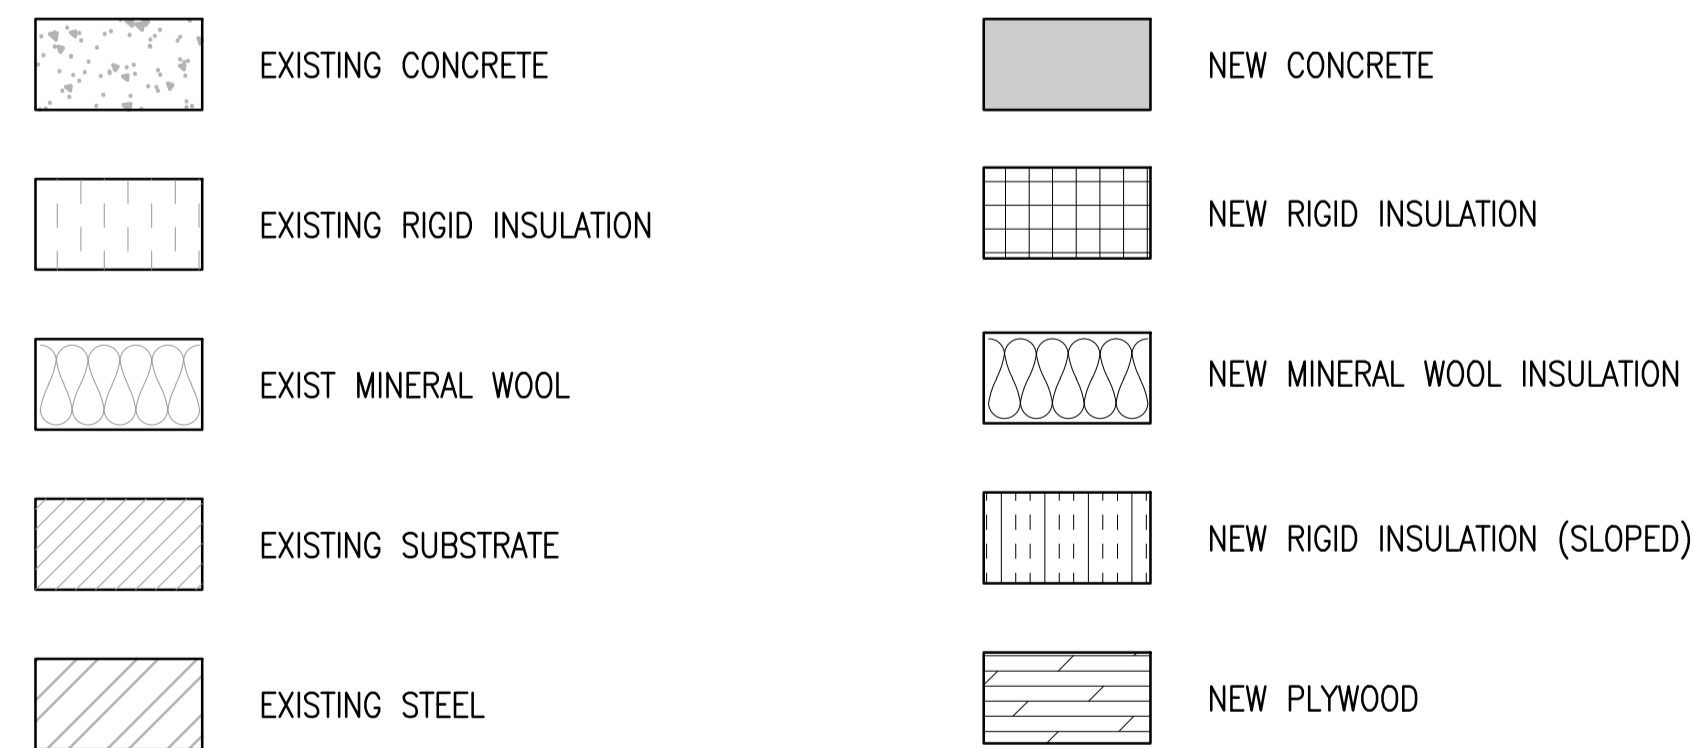 EXISTING CONCRETE
EXISTING RIGID INSULATION
EXIST MINERAL WOOL
EXISTING SUBSTRATE
EXISTING STEEL
NEW CONCRETE
NEW RIGID INSULATION
NEW MINERAL WOOL INSULATION
NEW RIGID INSULATION (SLOPED)
NEW PLYWOOD